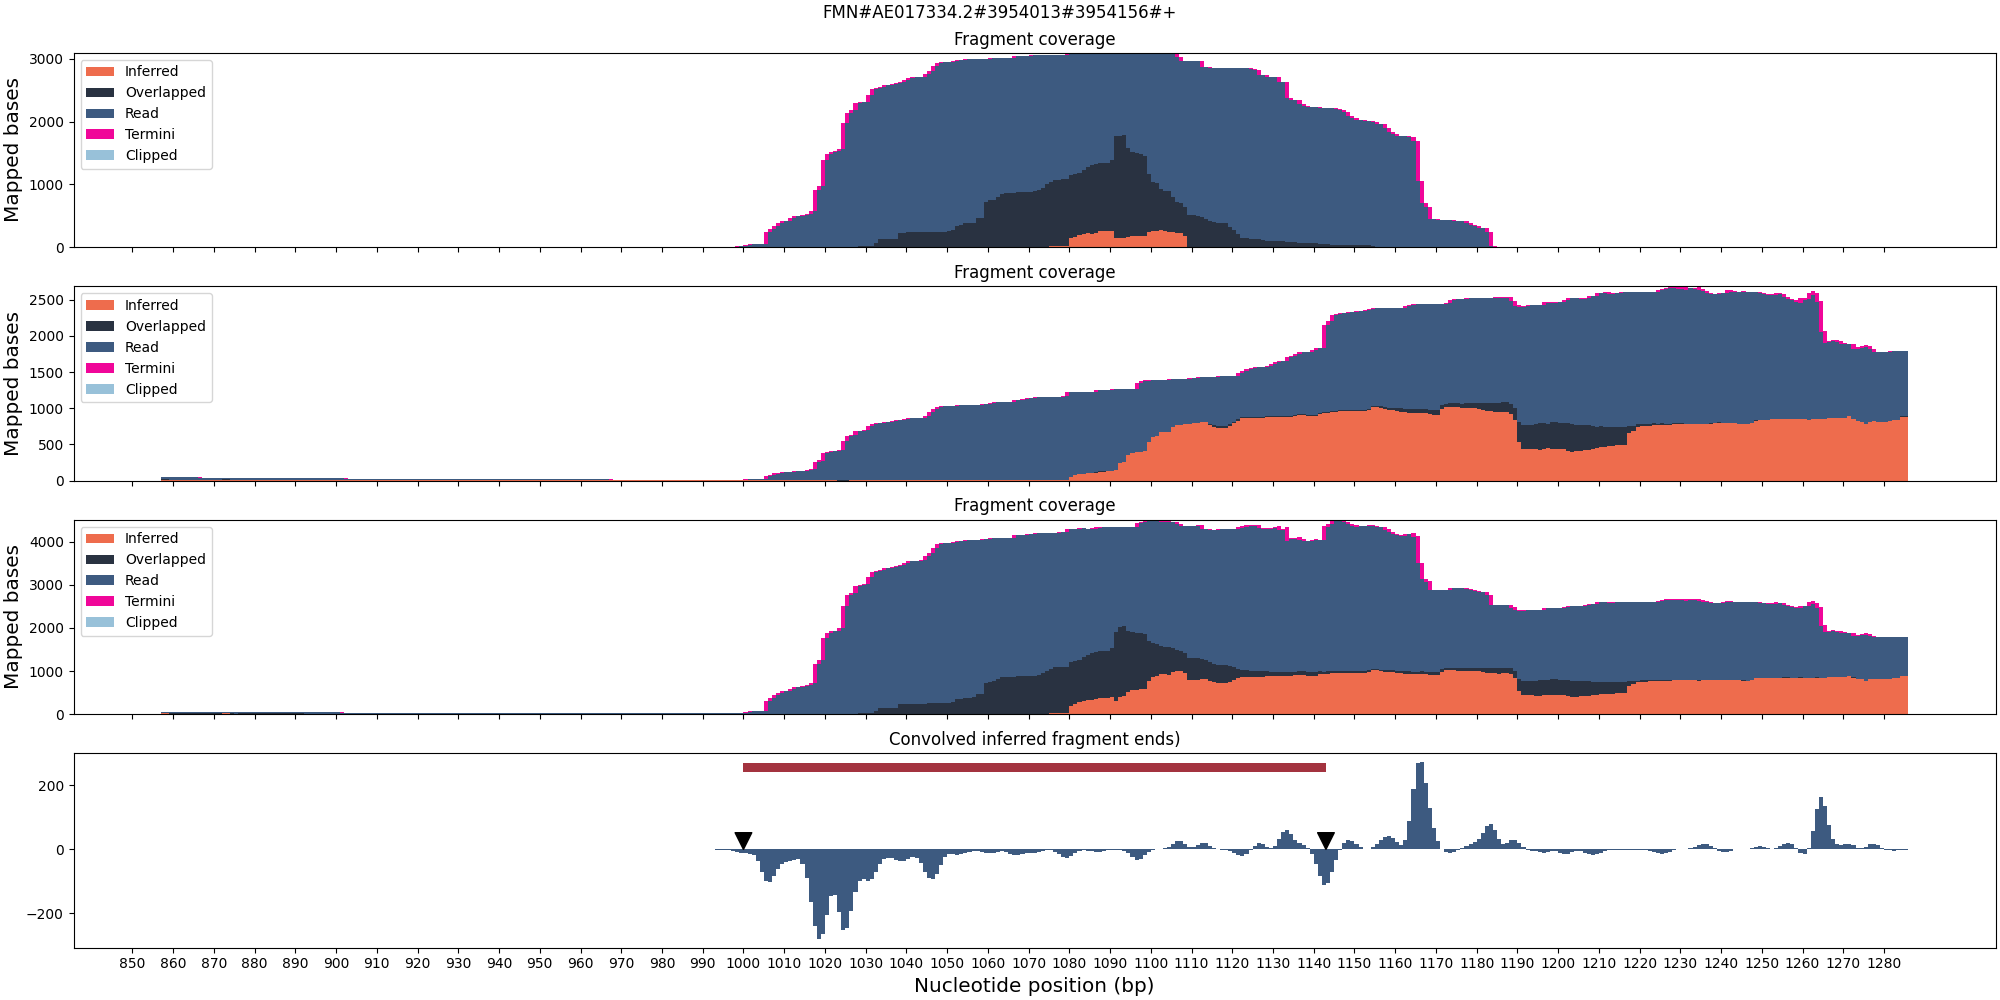 FMN#AE017334.2#3954013#3954156#+
Fragment coverage
Mapped bases
3000
2000
1000
0
Inferred
Overlapped
Read
Termini
Clipped
Fragment coverage
Mapped bases
2500
2000
1500
1000
500
0
Inferred
Overlapped
Read
Termini
Clipped
Fragment coverage
Mapped bases
4000
3000
2000
1000
0
Inferred
Overlapped
Read
Termini
Clipped
Convolved inferred fragment ends)
200
0
−200
850 860 870 880 890 900 910 920 930 940 950 960 970 980 990 1000 1010 1020 1030 1040 1050 1060 1070 1080 1090 1100 1110 1120 1130 1140 1150 1160 1170 1180 1190 1200 1210 1220 1230 1240 1250 1260 1270 1280
Nucleotide position (bp)